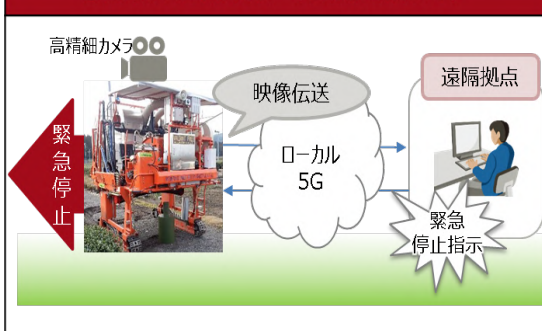 高精細カメラ
映像伝送
遠隔拠点
緊急停止
ローカル
5G
緊急
停止指示